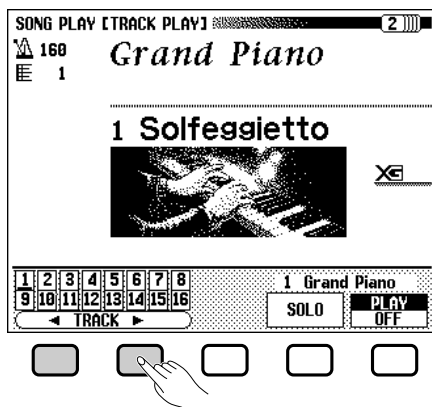 SONG PLAY [TRACK PLAY] 2
160
1
Grand Piano
1 Solfeggietto
XG
1 2 3 4 5 6 7 8
9 10 11 12 13 14 15 16
◄ TRACK ►
1 Grand Piano
SOLO
PLAY
OFF